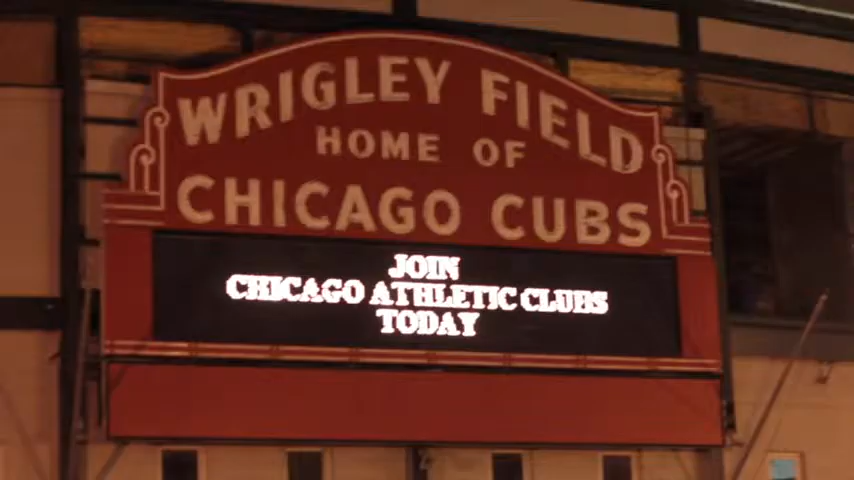 WRIGLEY FIELD
HOME OF
CHICAGO CUBS
JOIN
CHICAGO ATHLETIC CLUBS
TODAY